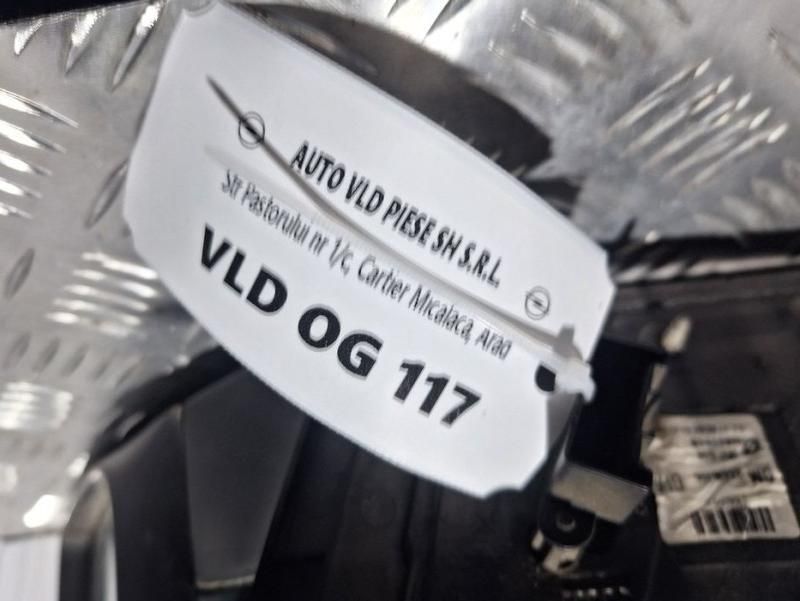 AUTO VLD PIESE SH S.R.L.
Str Pastorului nr 1/c, Cartier Micalaca, Arad
VLD OG 117